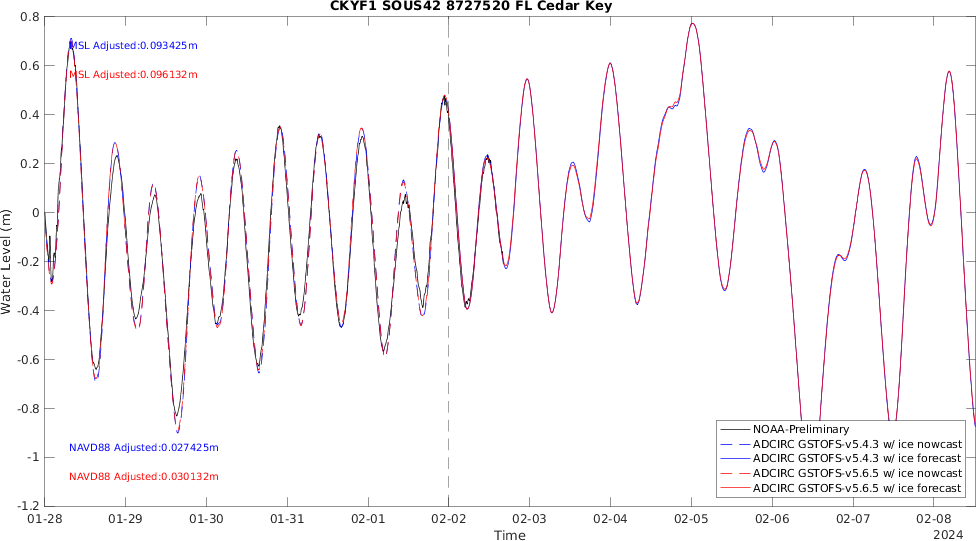 CKYF1 SOUS42 8727520 FL Cedar Key
0.8
0.6
0.4
0.2
0
-0.2
-0.4
-0.6
-0.8
-1
-1.2
Water Level (m)
MSL Adjusted:0.093425m
MSL Adjusted:0.096132m
NAVD88 Adjusted:0.027425m
NAVD88 Adjusted:0.030132m
NOAA-Preliminary
ADCIRC GSTOFS-v5.4.3 w/ ice nowcast
ADCIRC GSTOFS-v5.4.3 w/ ice forecast
ADCIRC GSTOFS-v5.6.5 w/ ice nowcast
ADCIRC GSTOFS-v5.6.5 w/ ice forecast
01-28 01-29 01-30 01-31 02-01 02-02 02-03 02-04 02-05 02-06 02-07 02-08
Time
2024